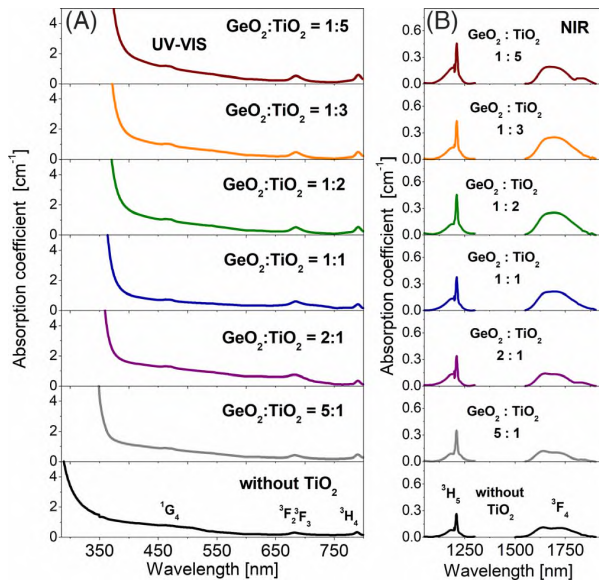 (A)
UV-VIS
GeO₂:TiO₂ = 1:5
GeO₂:TiO₂ = 1:3
GeO₂:TiO₂ = 1:2
GeO₂:TiO₂ = 1:1
GeO₂:TiO₂ = 2:1
GeO₂:TiO₂ = 5:1
without TiO₂
¹G₄
³F₂³F₃
³H₄
4
2
0
4
2
0
4
2
0
4
2
0
4
2
0
4
2
0
4
2
0
350 450 550 650 750
Absorption coefficient [cm⁻¹]
Wavelength [nm]
(B)
NIR
GeO₂ : TiO₂
1 : 5
GeO₂ : TiO₂
1 : 3
GeO₂ : TiO₂
1 : 2
GeO₂ : TiO₂
1 : 1
GeO₂ : TiO₂
2 : 1
GeO₂ : TiO₂
5 : 1
³H₅
without
TiO₂
³F₄
0.6
0.3
0.0
0.6
0.3
0.0
0.6
0.3
0.0
0.6
0.3
0.0
0.6
0.3
0.0
0.6
0.3
0.0
0.6
0.3
0.0
1250 1500 1750
Absorption coefficient [cm⁻¹]
Wavelength [nm]